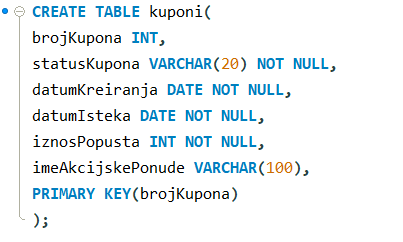 CREATE TABLE kuponi(
brojKupona INT,
statusKupona VARCHAR(20) NOT NULL,
datumKreiranja DATE NOT NULL,
datumIsteka DATE NOT NULL,
iznosPopusta INT NOT NULL,
imeAkcijskePonude VARCHAR(100),
PRIMARY KEY(brojKupona)
);